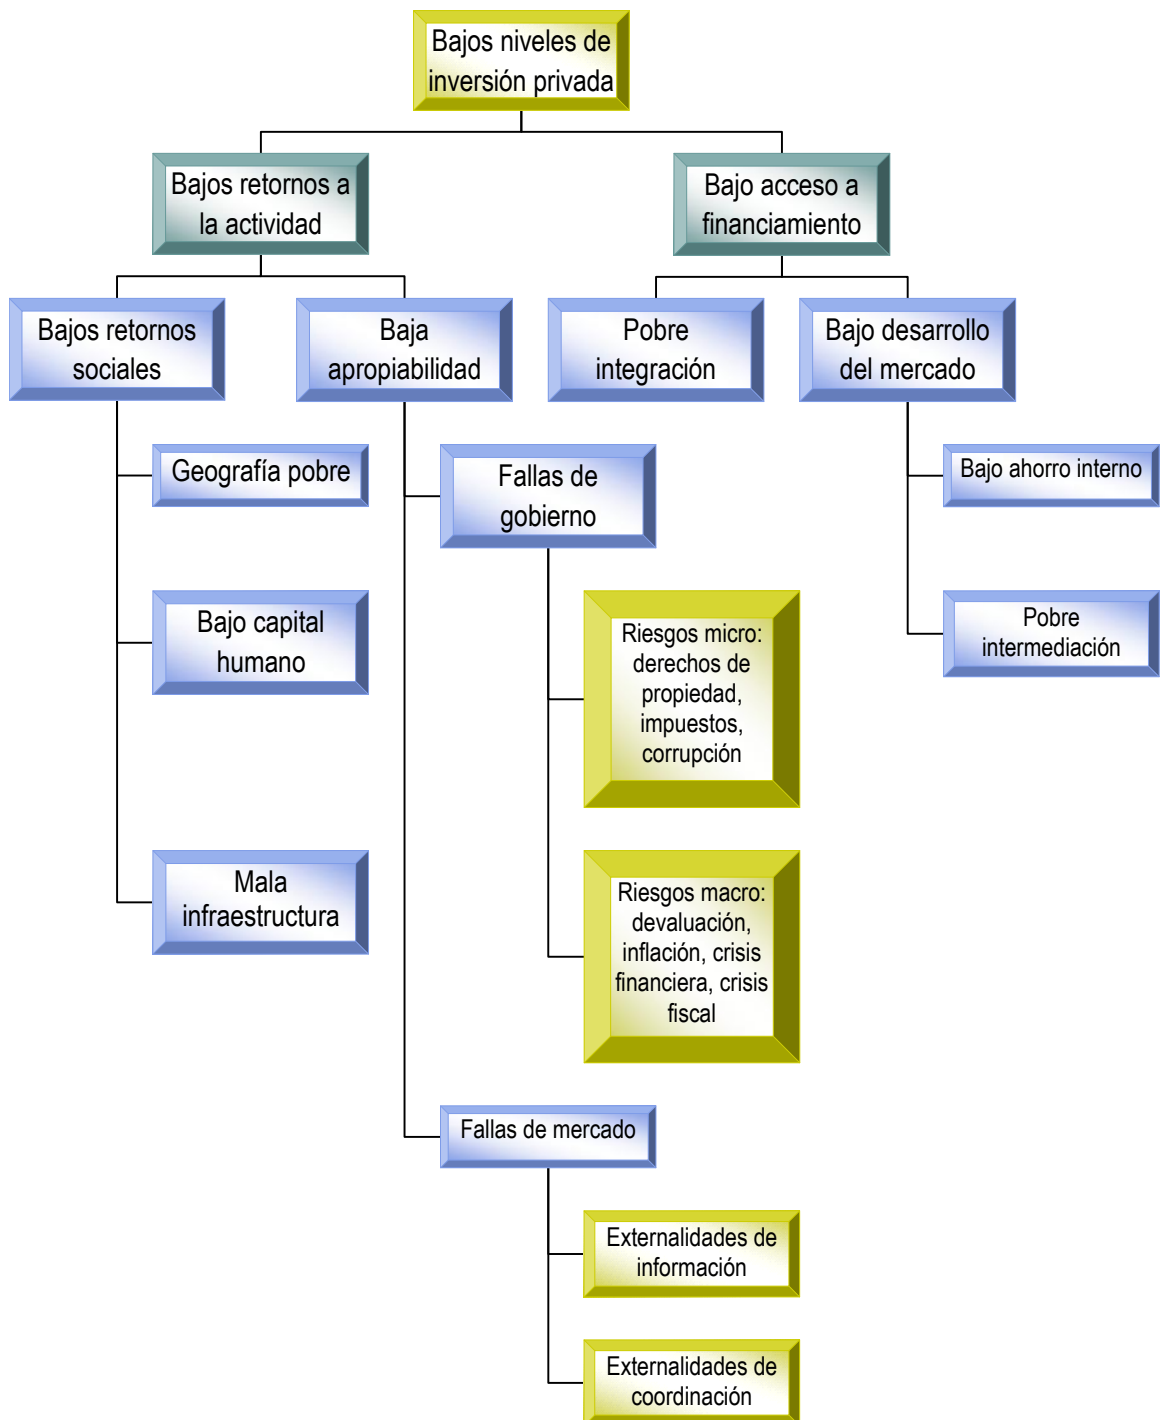 Bajos niveles de
inversión privada
Bajos retornos a
la actividad
Bajo acceso a
financiamiento
Bajos retornos
sociales
Baja
apropiabilidad
Pobre
integración
Bajo desarrollo
del mercado
Geografía pobre
Bajo capital
humano
Mala
infraestructura
Fallas de
gobierno
Riesgos micro:
derechos de
propiedad,
impuestos,
corrupción
Riesgos macro:
devaluación,
inflación, crisis
financiera, crisis
fiscal
Fallas de mercado
Externalidades de
información
Externalidades de
coordinación
Bajo ahorro interno
Pobre
intermediación